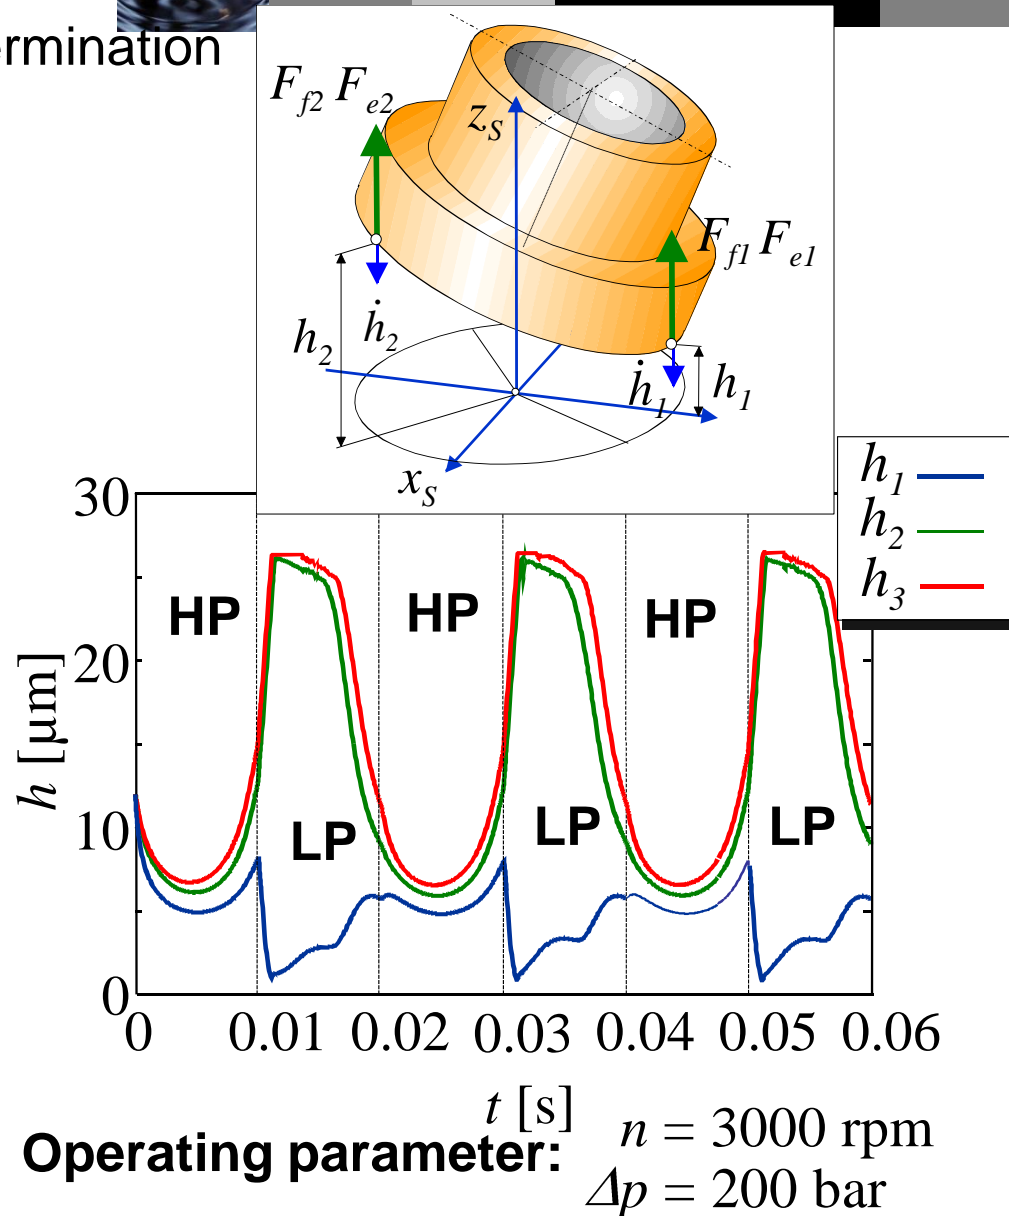 ermination
F_f2 F_e2
z_S
F_f1 F_e1
h_2
ḣ_2
ḣ_1
h_1
x_S
h_1
h_2
h_3
30
20
10
0
h [μm]
HP
HP
HP
LP
LP
LP
0
0.01
0.02
0.03
0.04
0.05
0.06
t [s]
Operating parameter:
n = 3000 rpm
Δp = 200 bar